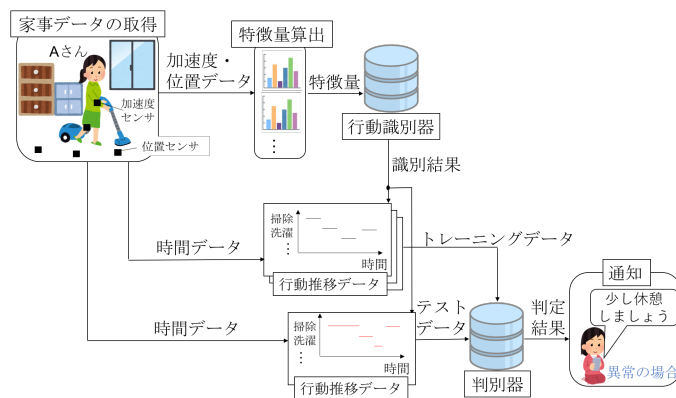 家事データの取得
Aさん
加速度
センサ
位置センサ
加速度・
位置データ
特徴量算出
⋮
特徴量
行動識別器
識別結果
時間データ
掃除
洗濯
⋮
時間
行動推移データ
トレーニングデータ
時間データ
掃除
洗濯
⋮
時間
行動推移データ
テスト
データ
判別器
判定
結果
通知
少し休憩
しましょう
異常の場合